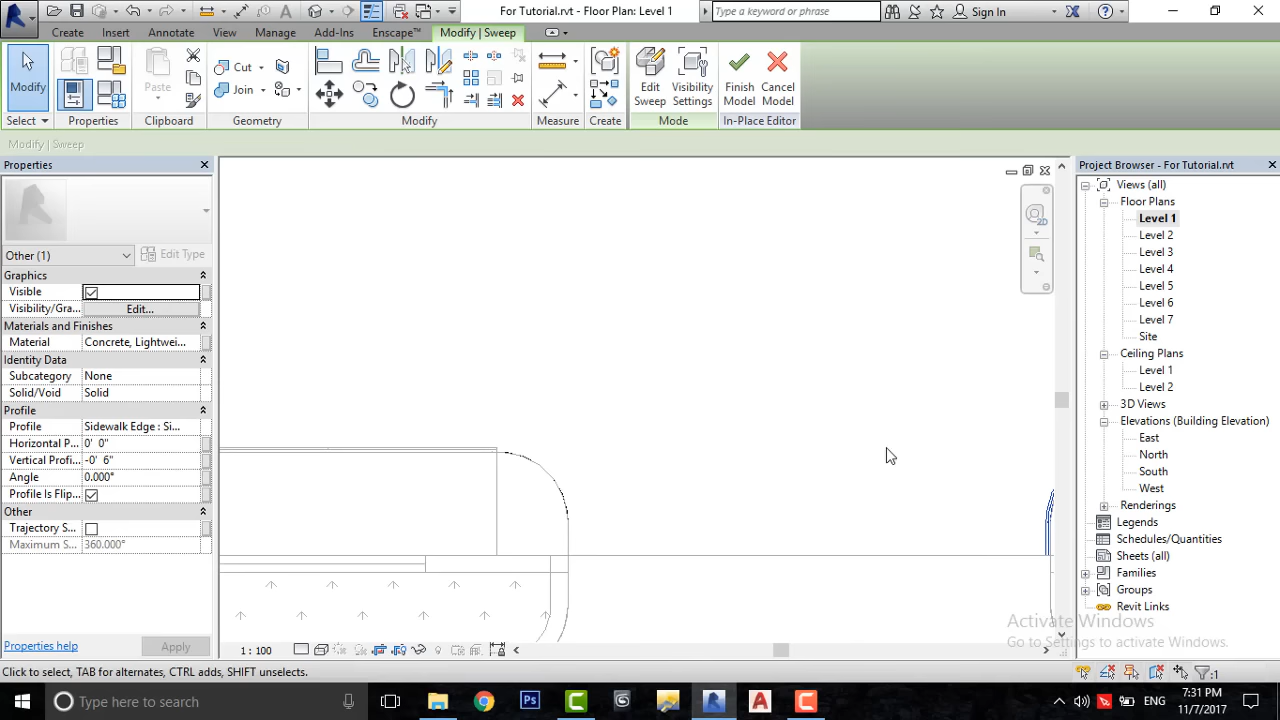 For Tutorial.rvt - Floor Plan: Level 1
Type a keyword or phrase
Sign In
Create
Insert
Annotate
View
Manage
Add-Ins
Enscape™
Modify | Sweep
Modify
Paste
Cut
Join
Edit Sweep
Visibility Settings
Finish Model
Cancel Model
Select
Properties
Clipboard
Geometry
Modify
Measure
Create
Mode
In-Place Editor
Modify | Sweep
Properties
Other (1)
Edit Type
Graphics
Visible
Visibility/Gra...
Edit...
Materials and Finishes
Material
Concrete, Lightwei...
Identity Data
Subcategory
None
Solid/Void
Solid
Profile
Profile
Sidewalk Edge : Si...
Horizontal P...
0' 0"
Vertical Profi...
-0' 6"
Angle
0.000°
Profile Is Flip...
Other
Trajectory S...
Maximum S...
360.000°
Properties help
Apply
2D
Project Browser - For Tutorial.rvt
Views (all)
Floor Plans
Level 1
Level 2
Level 3
Level 4
Level 5
Level 6
Level 7
Site
Ceiling Plans
Level 1
Level 2
3D Views
Elevations (Building Elevation)
East
North
South
West
Renderings
Legends
Schedules/Quantities
Sheets (all)
Families
Groups
Revit Links
Activate Windows
Go to Settings to activate Windows.
1 : 100
Click to select, TAB for alternates, CTRL adds, SHIFT unselects.
:1
Type here to search
ENG
7:31 PM
11/7/2017